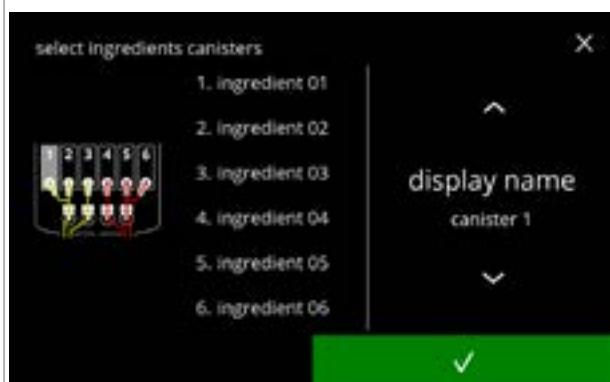 select ingredients canisters
1. ingredient 01
2. ingredient 02
3. ingredient 03
4. ingredient 04
5. ingredient 05
6. ingredient 06
1 2 3 4 5 6
display name
canister 1